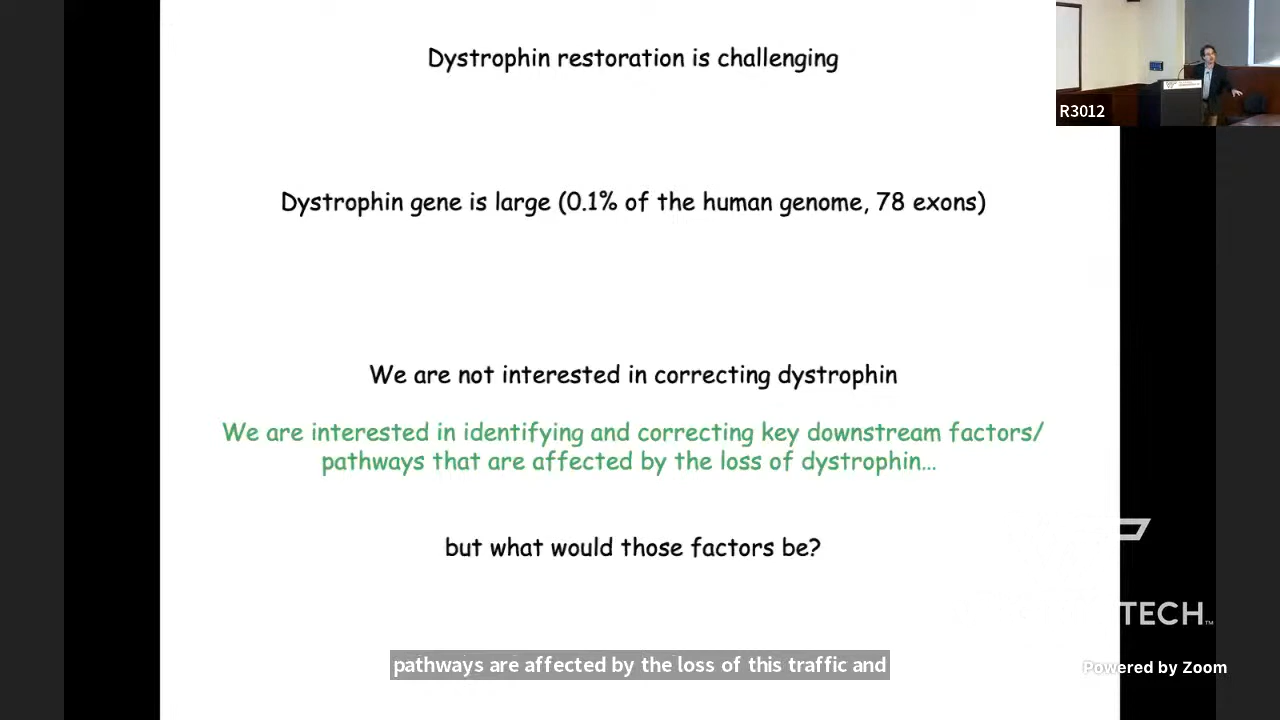 Dystrophin restoration is challenging
R3012
Dystrophin gene is large (0.1% of the human genome, 78 exons)
We are not interested in correcting dystrophin
We are interested in identifying and correcting key downstream factors/
pathways that are affected by the loss of dystrophin...
but what would those factors be?
TECH™
pathways are affected by the loss of this traffic and
Powered by Zoom